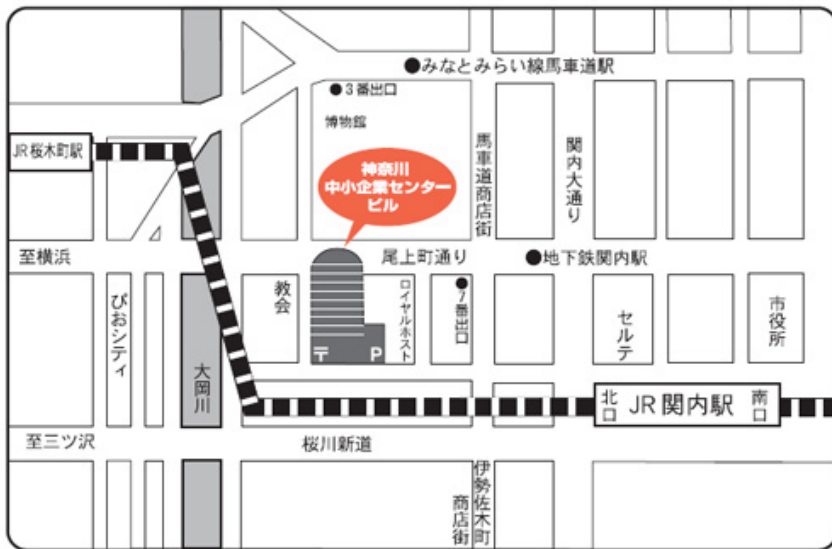 ●みなとみらい線馬車道駅
●3番出口
博物館
JR桜木町駅
神奈川
中小企業センター
ビル
馬車道商店街
関内大通り
至横浜
尾上町通り
●地下鉄関内駅
ぴおシティ
大岡川
教会
〒
P
ロイヤルホスト
●7番出口
セルテ
市役所
北口
JR関内駅
南口
至三ツ沢
桜川新道
伊勢佐木町
商店街